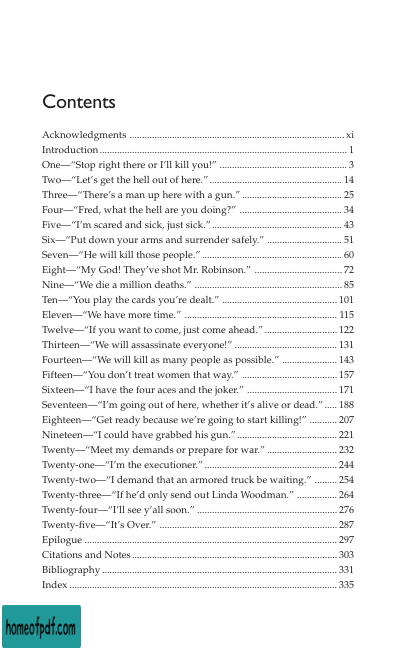 Contents
Acknowledgments ........................................................................................ xi
Introduction..................................................................................................... 1
One—“Stop right there or I’ll kill you!” .................................................... 3
Two—“Let’s get the hell out of here.”...................................................... 14
Three—“There’s a man up here with a gun.” ........................................ 25
Four—“Fred, what the hell are you doing?” ......................................... 34
Five—“I’m scared and sick, just sick.”.................................................... 43
Six—“Put down your arms and surrender safely.” .............................. 51
Seven—“He will kill those people.”........................................................ 60
Eight—“My God! They’ve shot Mr. Robinson.” ................................... 72
Nine—“We die a million deaths.” ........................................................... 85
Ten—“You play the cards you’re dealt.” .............................................. 101
Eleven—“We have more time.” ............................................................. 115
Twelve—“If you want to come, just come ahead.”............................. 122
Thirteen—“We will assassinate everyone!” ......................................... 131
Fourteen—“We will kill as many people as possible.” ...................... 143
Fifteen—“You don’t treat women that way.” ...................................... 157
Sixteen—“I have the four aces and the joker.” .................................... 171
Seventeen—“I’m going out of here, whether it’s alive or dead.”..... 188
Eighteen—“Get ready because we’re going to start killing!” ........... 207
Nineteen—“I could have grabbed his gun.”........................................ 221
Twenty—“Meet my demands or prepare for war.” ............................ 232
Twenty-one—“I’m the executioner.”..................................................... 244
Twenty-two—“I demand that an armored truck be waiting.” ......... 254
Twenty-three—“If he’d only send out Linda Woodman.” ................ 264
Twenty-four—“I’ll see y’all soon.” ........................................................ 276
Twenty-five—“It’s Over.” ....................................................................... 287
Epilogue ..................................................................................................... 297
Citations and Notes................................................................................... 303
Bibliography .............................................................................................. 331
Index ........................................................................................................... 335
homeofpdf.com